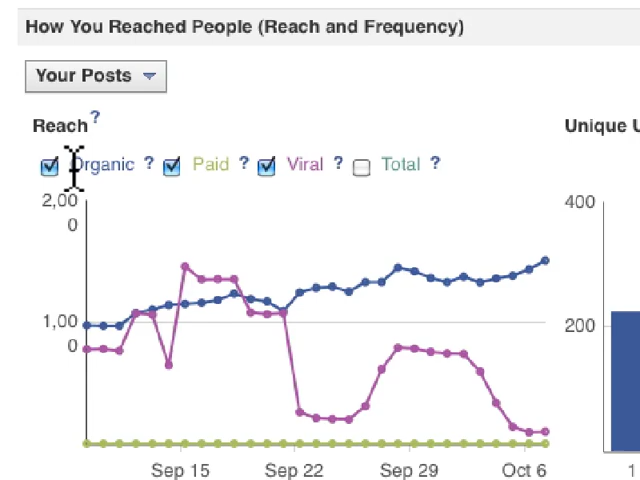 How You Reached People (Reach and Frequency)
Your Posts
Reach?
Unique U
Organic ? Paid ? Viral ? Total ?
2,00
0
1,00
0
Sep 15 Sep 22 Sep 29 Oct 6
400
200
1